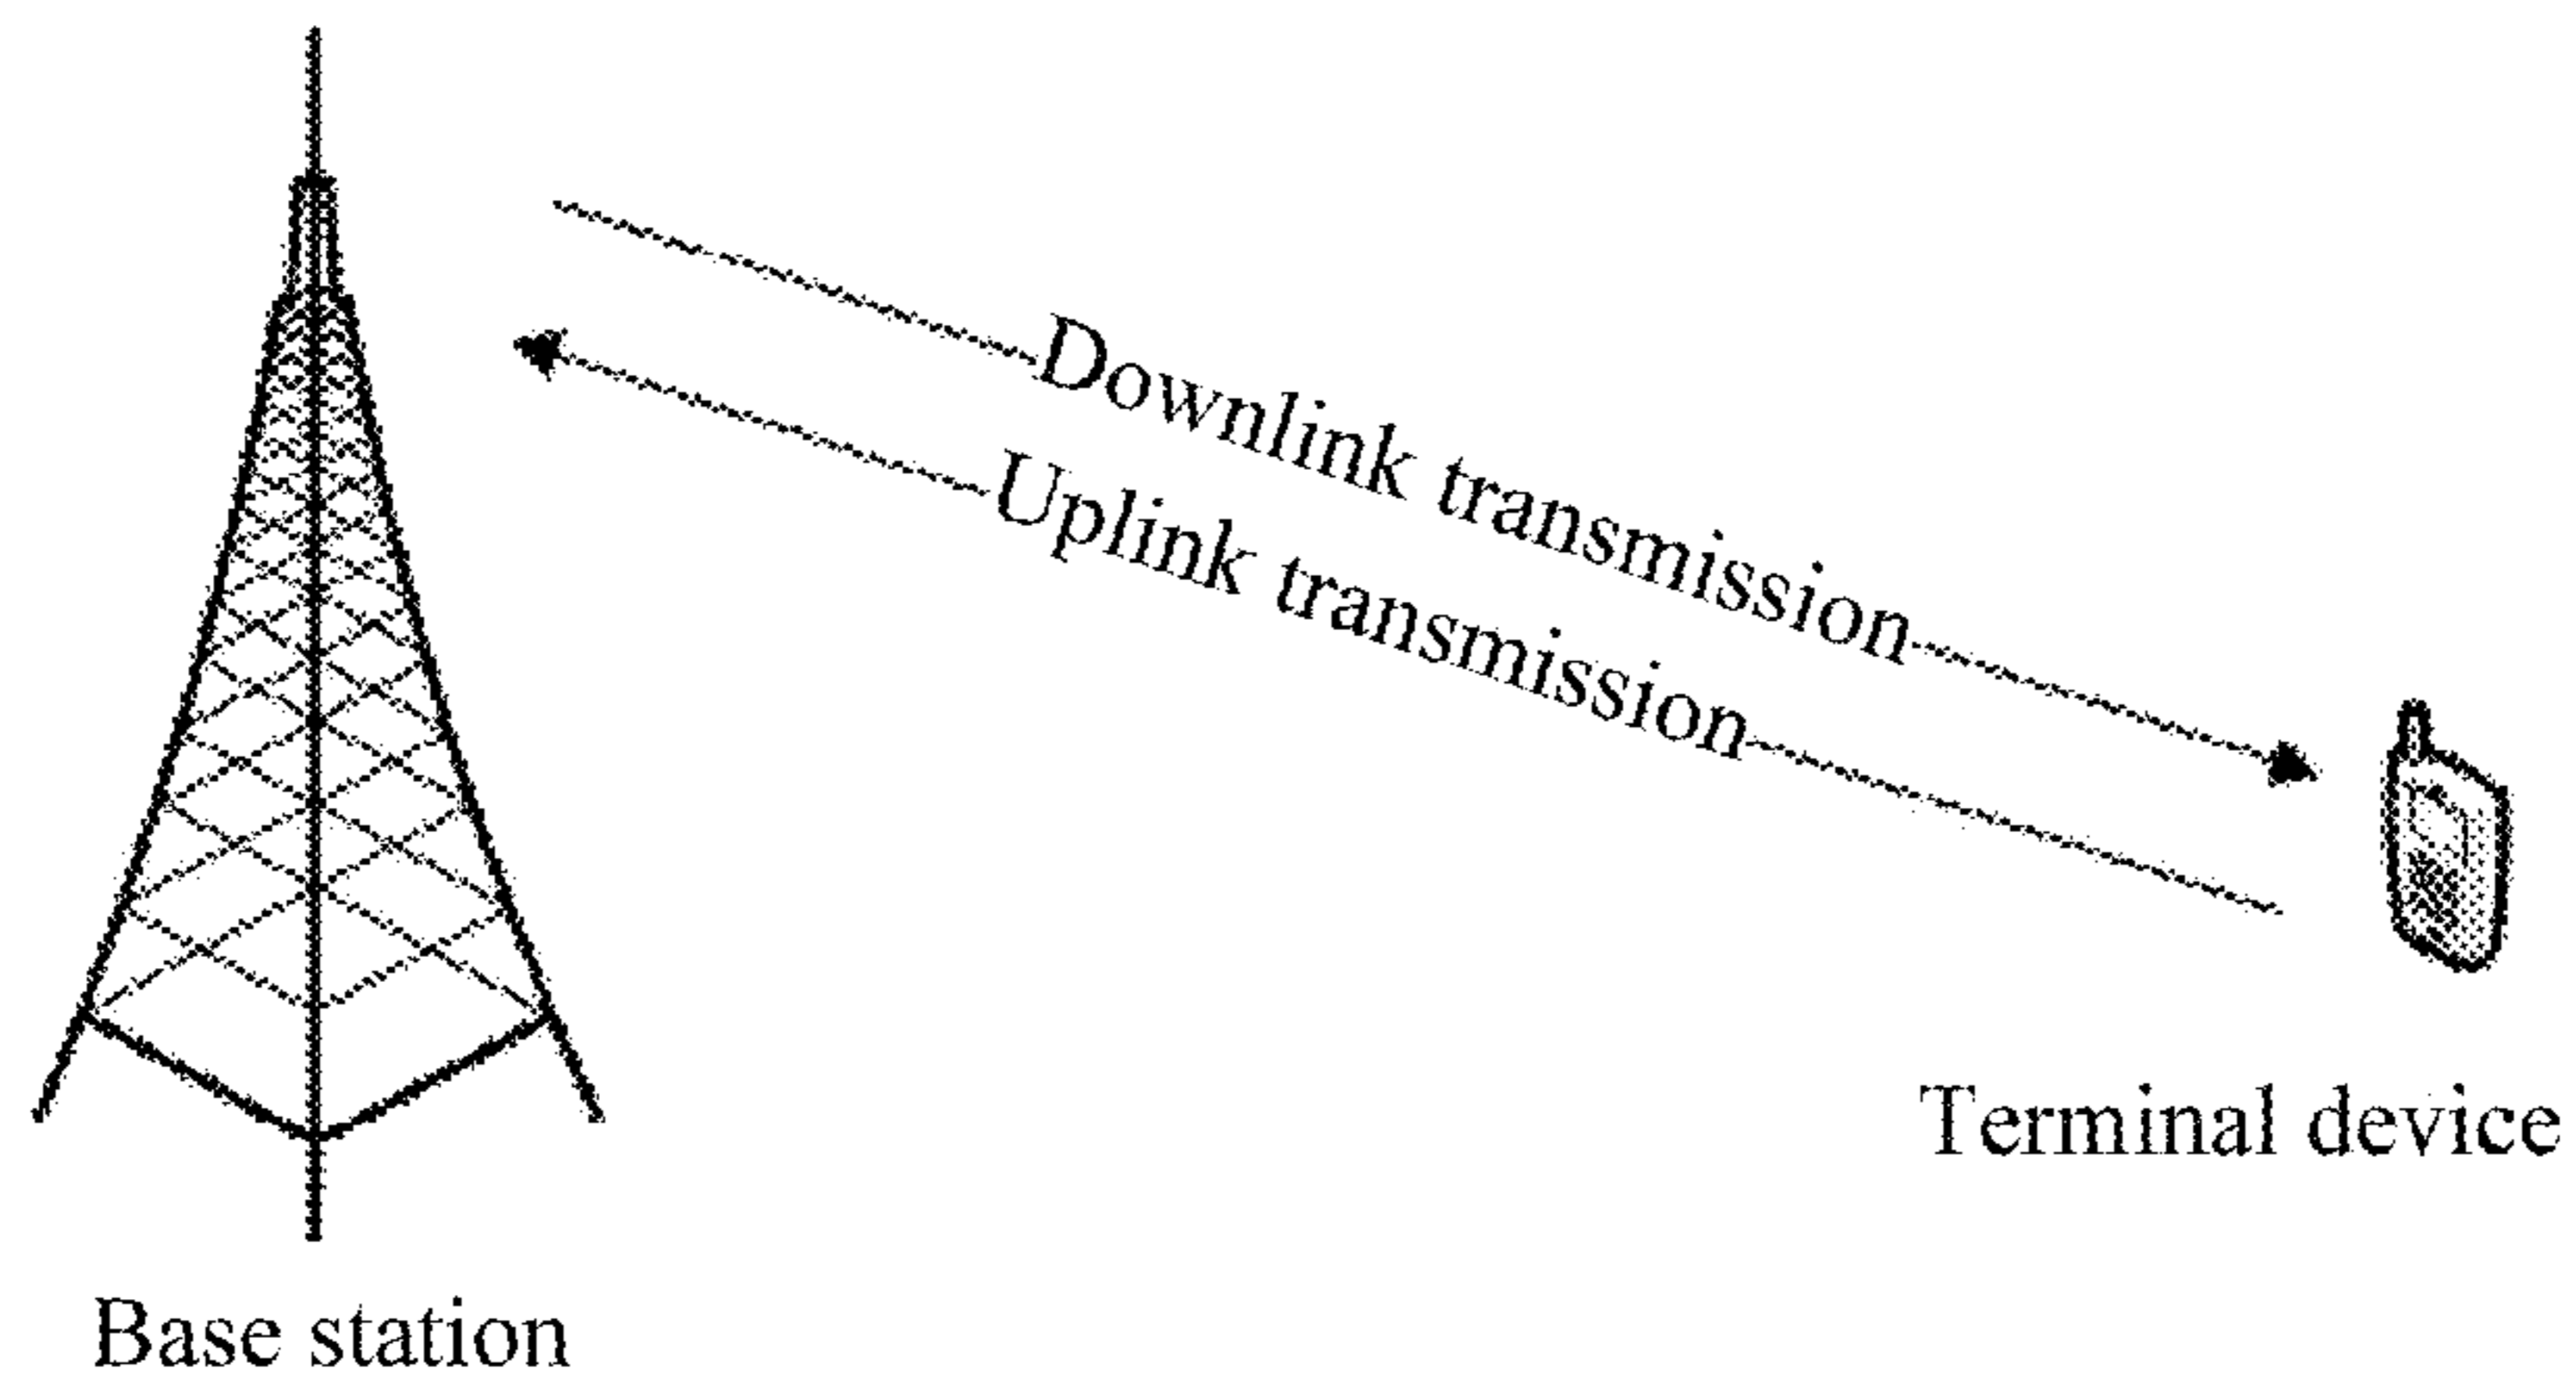 Downlink transmission
Uplink transmission
Terminal device
Base station